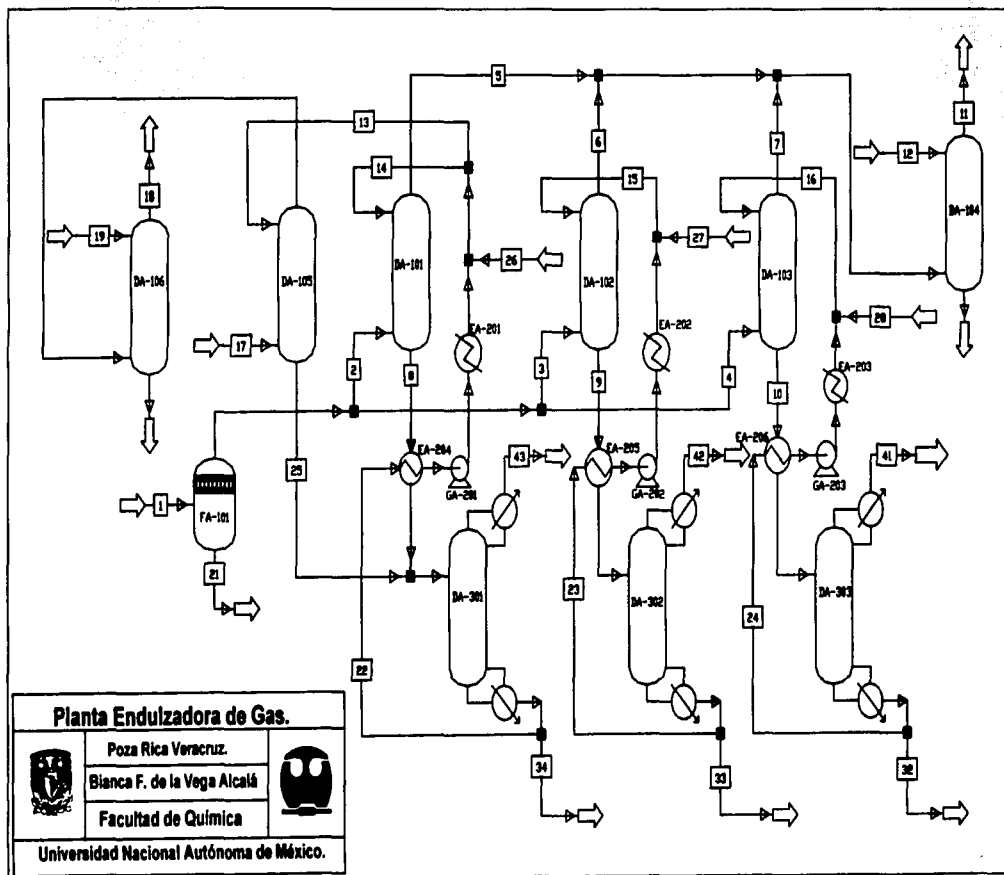 5
11
13
6
7
12
14
15
16
18
19
DA-104
DA-106
DA-105
DA-101
DA-102
DA-103
26
27
28
EA-201
EA-202
EA-203
17
2
8
3
9
4
10
EA-204
EA-205
EA-206
43
42
41
GA-201
GA-202
GA-203
25
1
FA-101
21
DA-301
DA-302
DA-303
23
24
22
34
33
32
Planta Endulzadora de Gas.
Poza Rica Veracruz.
Bianca F. de la Vega Alcalá
Facultad de Química
Universidad Nacional Autónoma de México.